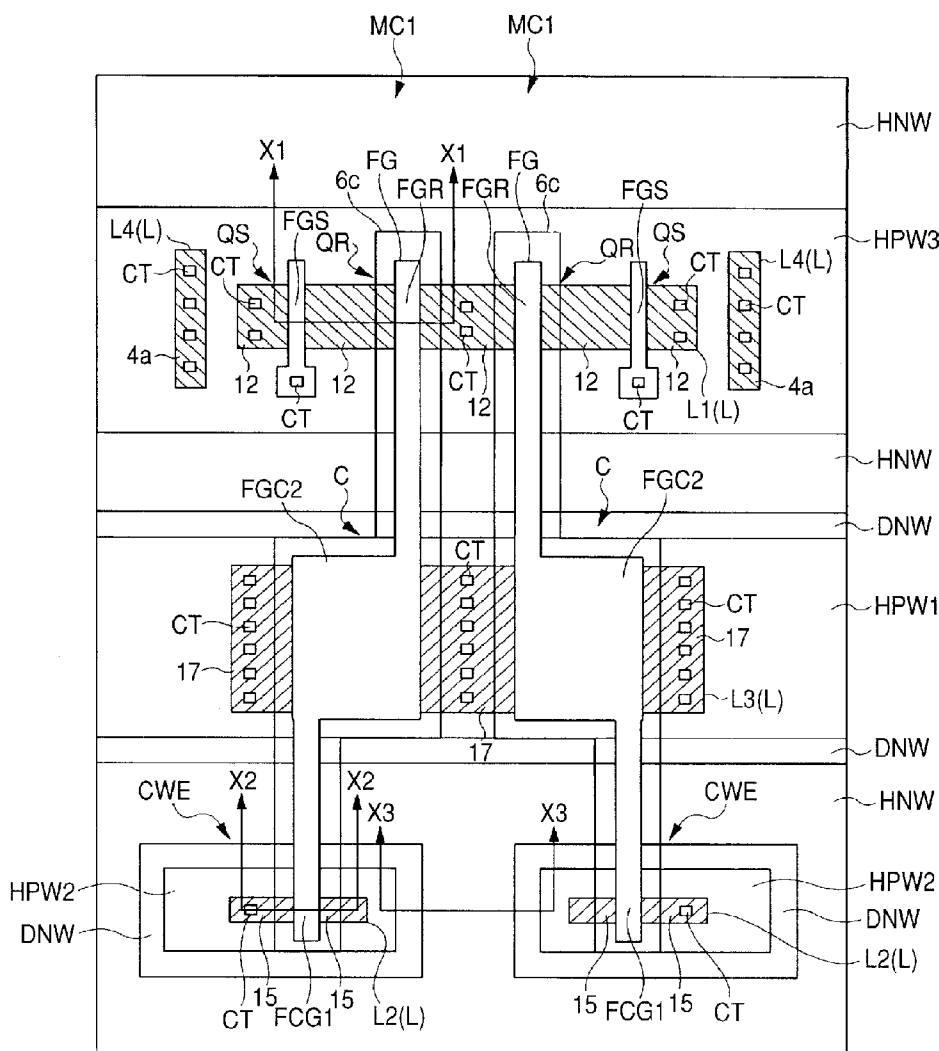 MC1 MC1
HNW
X1 FG X1 FG
6c FGR FGR 6c FGS
FGS
HPW3
L4(L) QS QR QR QS L4(L)
CT CT CT
CT
4a 12 12 CT 12 12 12 4a
CT CT L1(L)
HNW
FGC2 C C FGC2
DNW
CT
CT CT HPW1
17 17
L3(L)
17 DNW
X2 X2
CWE X3 X3 CWE HNW
HPW2 HPW2
DNW DNW
15 15 15 15 L2(L)
CT FCG1 L2(L) FCG1 CT